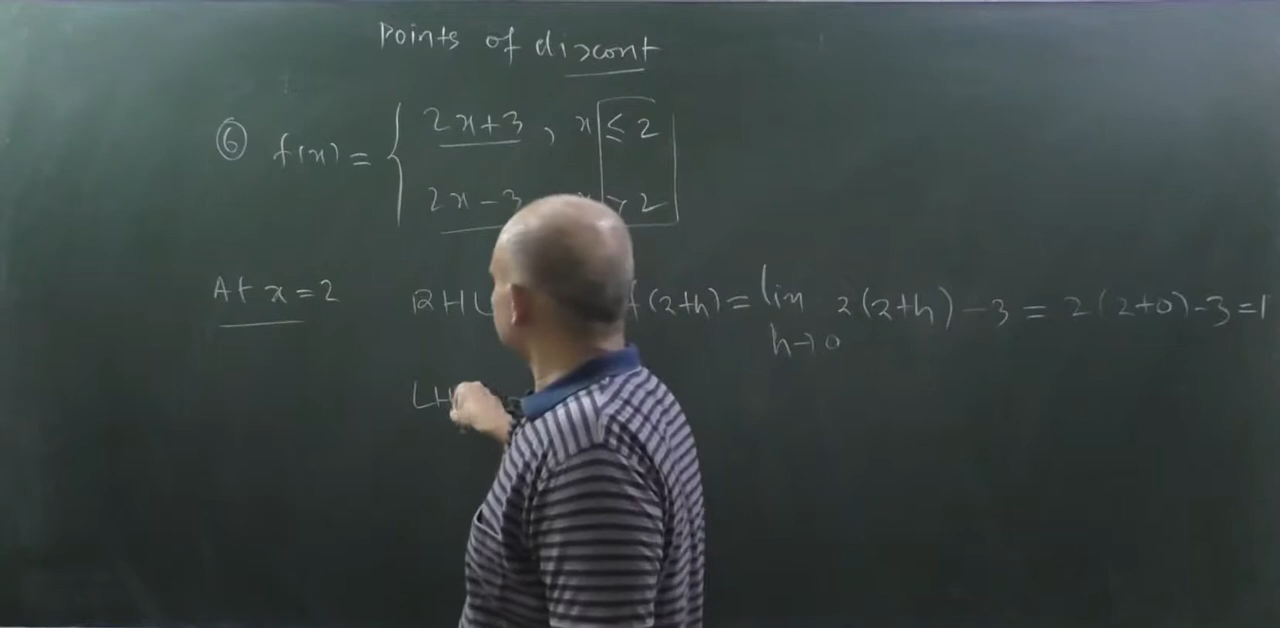 Points of discont
⑥ f(x) = { 2x+3 , x ≤ 2
2x-3 > 2
At x=2 RHL f(2+h) = lim 2(2+h) -3 = 2(2+0)-3=1
h→0
LH